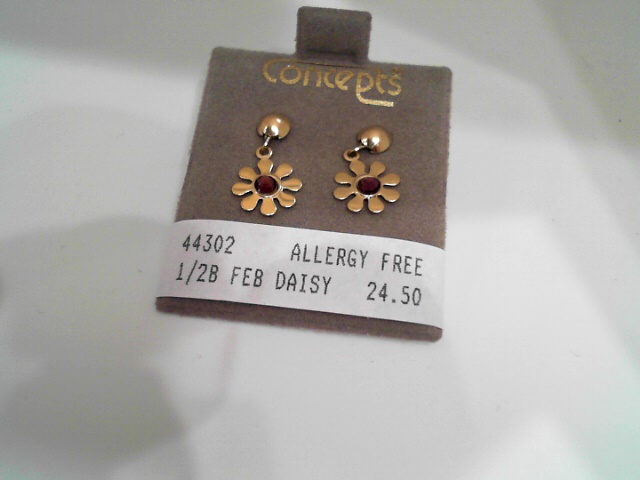 Concepts
44302 ALLERGY FREE
1/2B FEB DAISY 24.50